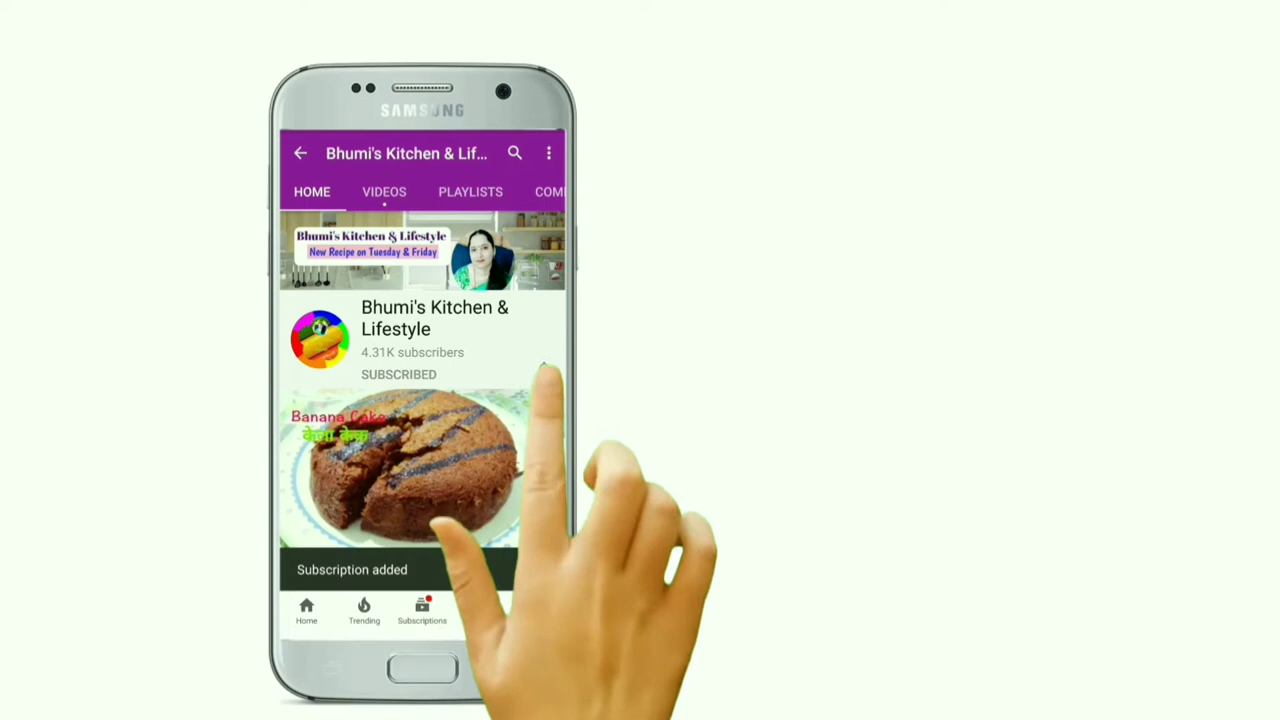 SAMSUNG
Bhumi's Kitchen & Lif...
HOME VIDEOS PLAYLISTS COM
Bhumi's Kitchen & Lifestyle
New Recipe on Tuesday & Friday
Bhumi's Kitchen &
Lifestyle
4.31K subscribers
SUBSCRIBED
Banana Cake
केला केक
Subscription added
Home Trending Subscriptions